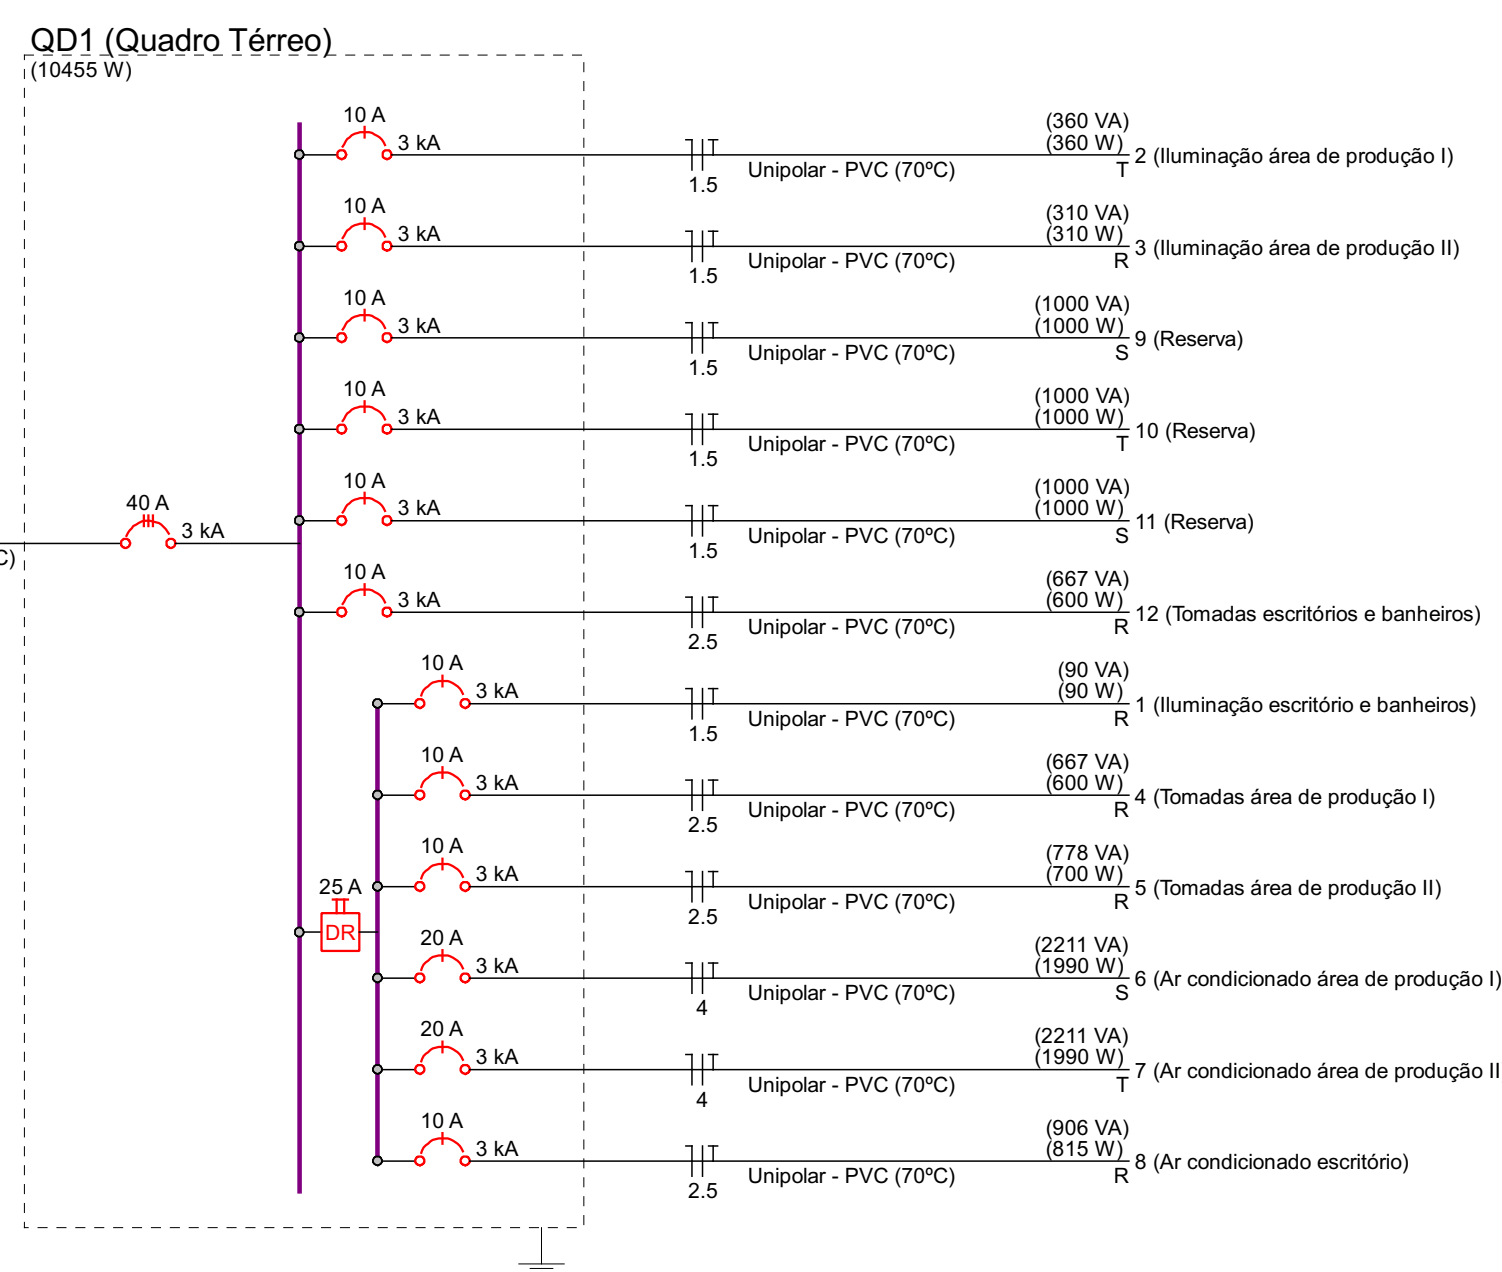 QD1 (Quadro Térreo)
(10455 W)
10 A
3 kA
1.5
Unipolar - PVC (70ºC)
(360 VA)
(360 W)
T
2 (Iluminação área de produção I)
10 A
3 kA
1.5
Unipolar - PVC (70ºC)
(310 VA)
(310 W)
R
3 (Iluminação área de produção II)
10 A
3 kA
1.5
Unipolar - PVC (70ºC)
(1000 VA)
(1000 W)
S
9 (Reserva)
10 A
3 kA
1.5
Unipolar - PVC (70ºC)
(1000 VA)
(1000 W)
T
10 (Reserva)
40 A
3 kA
C)
10 A
3 kA
1.5
Unipolar - PVC (70ºC)
(1000 VA)
(1000 W)
S
11 (Reserva)
10 A
3 kA
2.5
Unipolar - PVC (70ºC)
(667 VA)
(600 W)
R
12 (Tomadas escritórios e banheiros)
10 A
3 kA
1.5
Unipolar - PVC (70ºC)
(90 VA)
(90 W)
R
1 (Iluminação escritório e banheiros)
10 A
3 kA
2.5
Unipolar - PVC (70ºC)
(667 VA)
(600 W)
R
4 (Tomadas área de produção I)
10 A
3 kA
2.5
Unipolar - PVC (70ºC)
(778 VA)
(700 W)
R
5 (Tomadas área de produção II)
25 A
DR
20 A
3 kA
4
Unipolar - PVC (70ºC)
(2211 VA)
(1990 W)
S
6 (Ar condicionado área de produção I)
20 A
3 kA
4
Unipolar - PVC (70ºC)
(2211 VA)
(1990 W)
T
7 (Ar condicionado área de produção II
10 A
3 kA
2.5
Unipolar - PVC (70ºC)
(906 VA)
(815 W)
R
8 (Ar condicionado escritório)